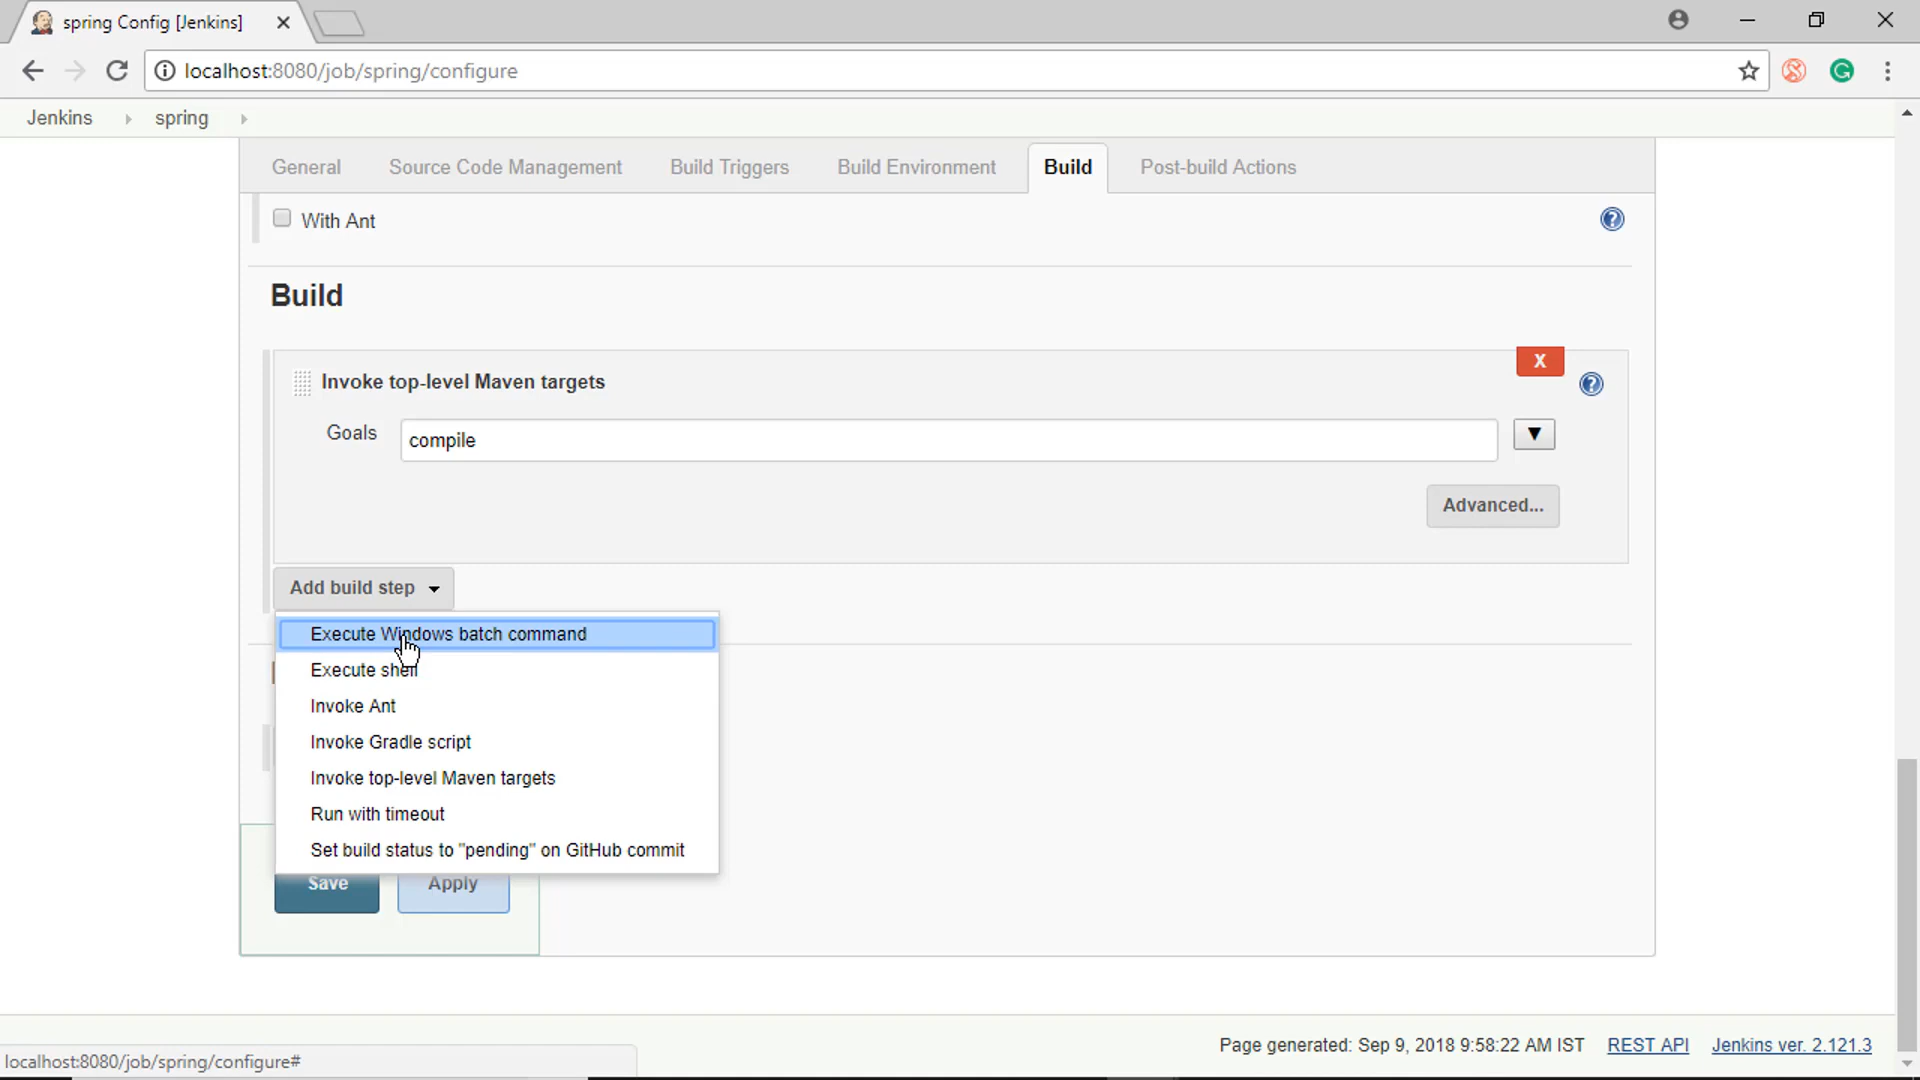 spring Config [Jenkins]
localhost:8080/job/spring/configure
Jenkins
spring
General
Source Code Management
Build Triggers
Build Environment
Build
Post-build Actions
With Ant
Build
X
Invoke top-level Maven targets
Goals
compile
Advanced...
Add build step
Execute Windows batch command
Execute shell
Invoke Ant
Invoke Gradle script
Invoke top-level Maven targets
Run with timeout
Set build status to "pending" on GitHub commit
Save
Apply
Page generated: Sep 9, 2018 9:58:22 AM IST
REST API
Jenkins ver. 2.121.3
localhost:8080/job/spring/configure#